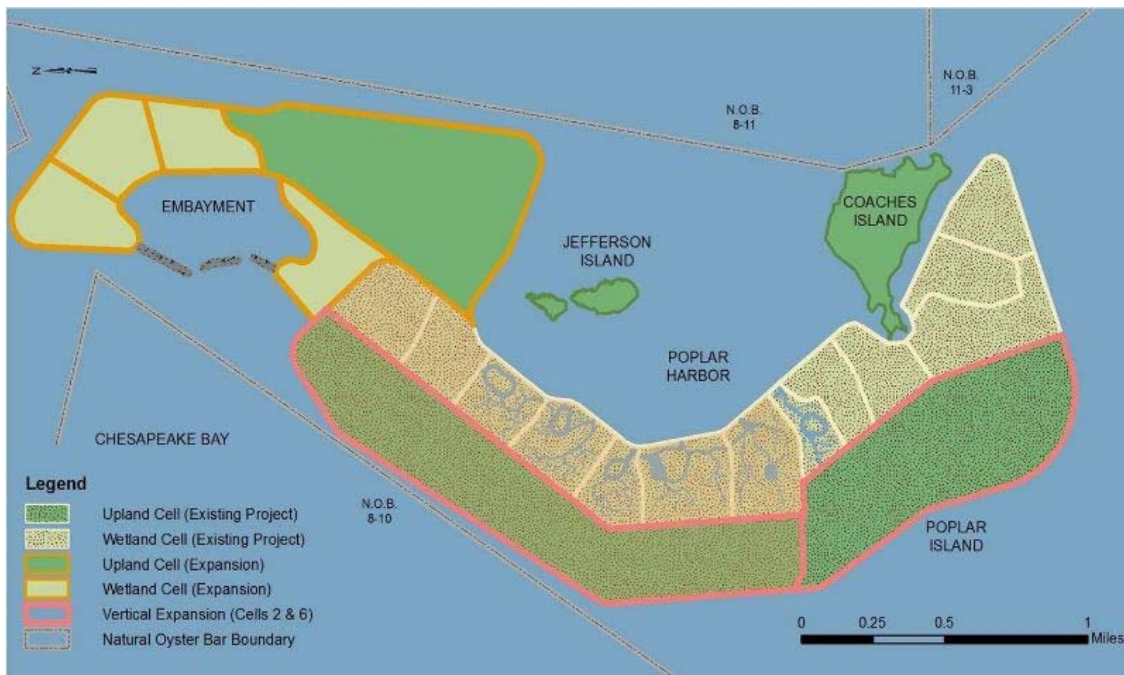 N.O.B.
11-3
N.O.B.
8-11
Z
COACHES
ISLAND
EMBAYMENT
JEFFERSON
ISLAND
POPLAR
HARBOR
CHESAPEAKE BAY
N.O.B.
8-10
POPLAR
ISLAND
Legend
Upland Cell (Existing Project)
Wetland Cell (Existing Project)
Upland Cell (Expansion)
Wetland Cell (Expansion)
Vertical Expansion (Cells 2 & 6)
Natural Oyster Bar Boundary
0 0.25 0.5 1
Miles